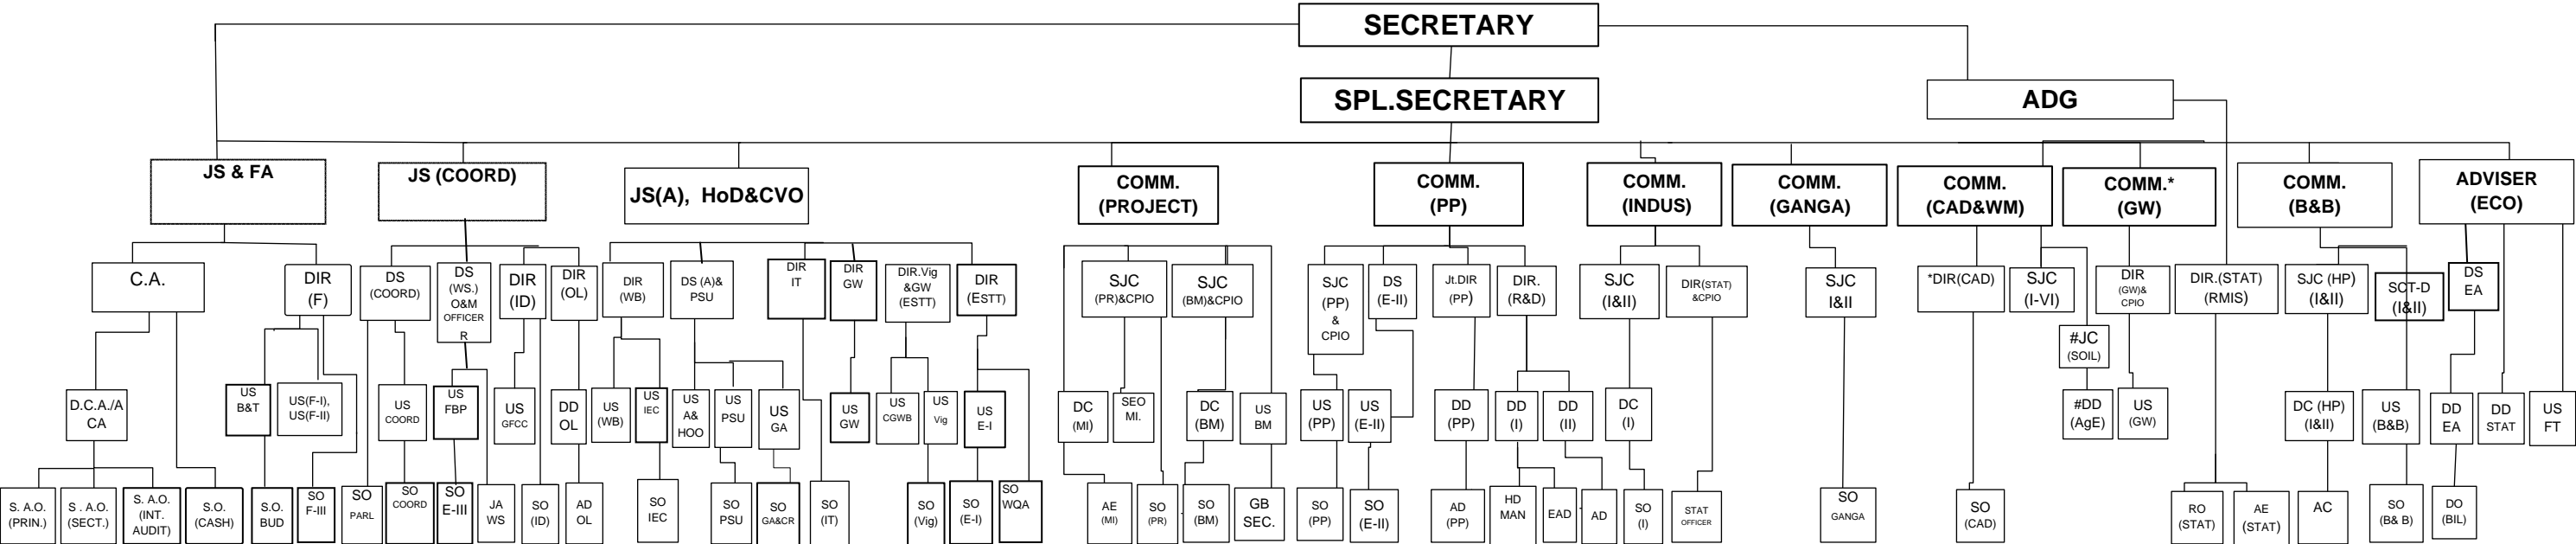 SECRETARY
SPL.SECRETARY
ADG
JS & FA
JS (COORD)
JS(A), HoD&CVO
COMM.
(PROJECT)
COMM.
(PP)
COMM.
(INDUS)
COMM.
(GANGA)
COMM.
(CAD&WM)
COMM.*
(GW)
COMM.
(B&B)
ADVISER
(ECO)
C.A.
DIR
(F)
DS
(COORD)
DS
(WS.)
O&M
OFFICER
R
DIR
(ID)
DIR
(OL)
DIR
(WB)
DS (A)&
PSU
DIR
IT
DIR
GW
DIR.Vig
&GW
(ESTT)
DIR
(ESTT)
SJC
(PR)&CPIO
SJC
(BM)&CPIO
SJC
(PP)
&
CPIO
DS
(E-II)
Jt.DIR
(PP)
DIR.
(R&D)
SJC
(I&II)
DIR(STAT)
&CPIO
SJC
I&II
*DIR(CAD)
SJC
(I-VI)
DIR
(GW)&
CPIO
DIR.(STAT)
(RMIS)
SJC (HP)
(I&II)
SCT-D
(I&II)
DS
EA
#JC
(SOIL)
D.C.A./A
CA
US
B&T
US(F-I),
US(F-II)
US
COORD
US
FBP
US
GFCC
DD
OL
US
(WB)
US
IEC
US
A&
HOO
US
PSU
US
GA
US
GW
US
CGWB
US
Vig
US
E-I
DC
(MI)
SEO
MI.
DC
(BM)
US
BM
US
(PP)
US
(E-II)
DD
(PP)
DD
(I)
DD
(II)
DC
(I)
#DD
(AgE)
US
(GW)
DC (HP)
(I&II)
US
(B&B)
DD
EA
DD
STAT
US
FT
S. A.O.
(PRIN.)
S . A.O.
(SECT.)
S. A.O.
(INT.
AUDIT)
S.O.
(CASH)
S.O.
BUD
SO
F-III
SO
PARL
SO
COORD
SO
E-III
JA
WS
SO
(ID)
AD
OL
SO
IEC
SO
PSU
SO
GA&CR
SO
(IT)
SO
(Vig)
SO
(E-I)
SO
WQA
AE
(MI)
SO
(PR)
SO
(BM)
GB
SEC.
SO
(PP)
SO
(E-II)
AD
(PP)
HD
MAN
EAD
AD
SO
(I)
STAT
OFFICER
SO
GANGA
SO
(CAD)
RO
(STAT)
AE
(STAT)
AC
SO
(B& B)
DO
(BIL)